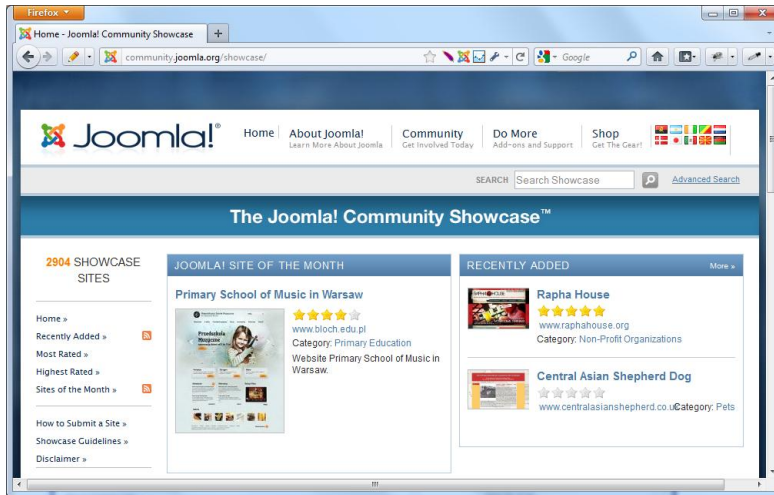 Firefox
Home - Joomla! Community Showcase
community.joomla.org/showcase/
Google
Joomla!®
Home
About Joomla!
Learn More About Joomla
Community
Get Involved Today
Do More
Add-ons and Support
Shop
Get The Gear!
SEARCH
Search Showcase
Advanced Search
The Joomla! Community Showcase™
2904 SHOWCASE
SITES
Home »
Recently Added »
Most Rated »
Highest Rated »
Sites of the Month »
How to Submit a Site »
Showcase Guidelines »
Disclaimer »
JOOMLA! SITE OF THE MONTH
Primary School of Music in Warsaw
Przedszkola
Muzyczne
www.bloch.edu.pl
Category: Primary Education
Website Primary School of Music in
Warsaw.
RECENTLY ADDED
More »
Rapha House
www.raphahouse.org
Category: Non-Profit Organizations
Central Asian Shepherd Dog
www.centralasianshepherd.co.uk
Category: Pets